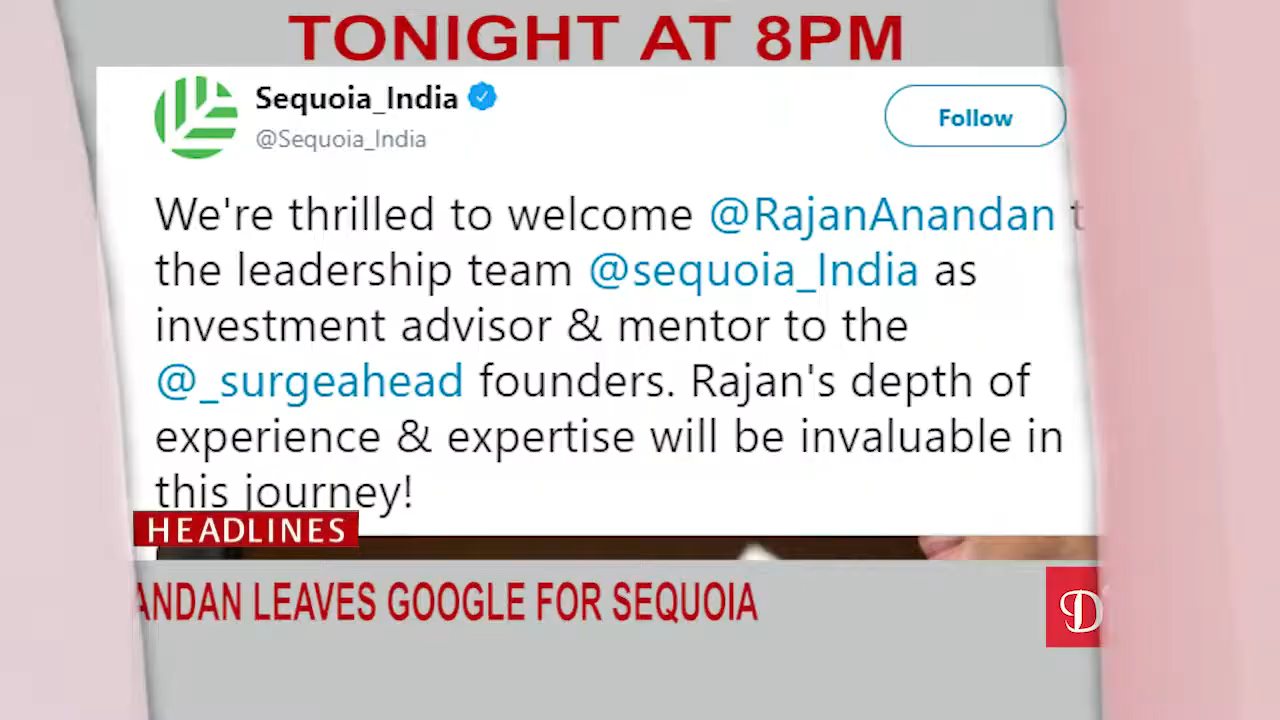 TONIGHT AT 8PM
Sequoia_India
@Sequoia_India
Follow
We're thrilled to welcome @RajanAnandan t
the leadership team @sequoia_India as
investment advisor & mentor to the
@_surgeahead founders. Rajan's depth of
experience & expertise will be invaluable in
this journey!
HEADLINES
ANDAN LEAVES GOOGLE FOR SEQUOIA
D